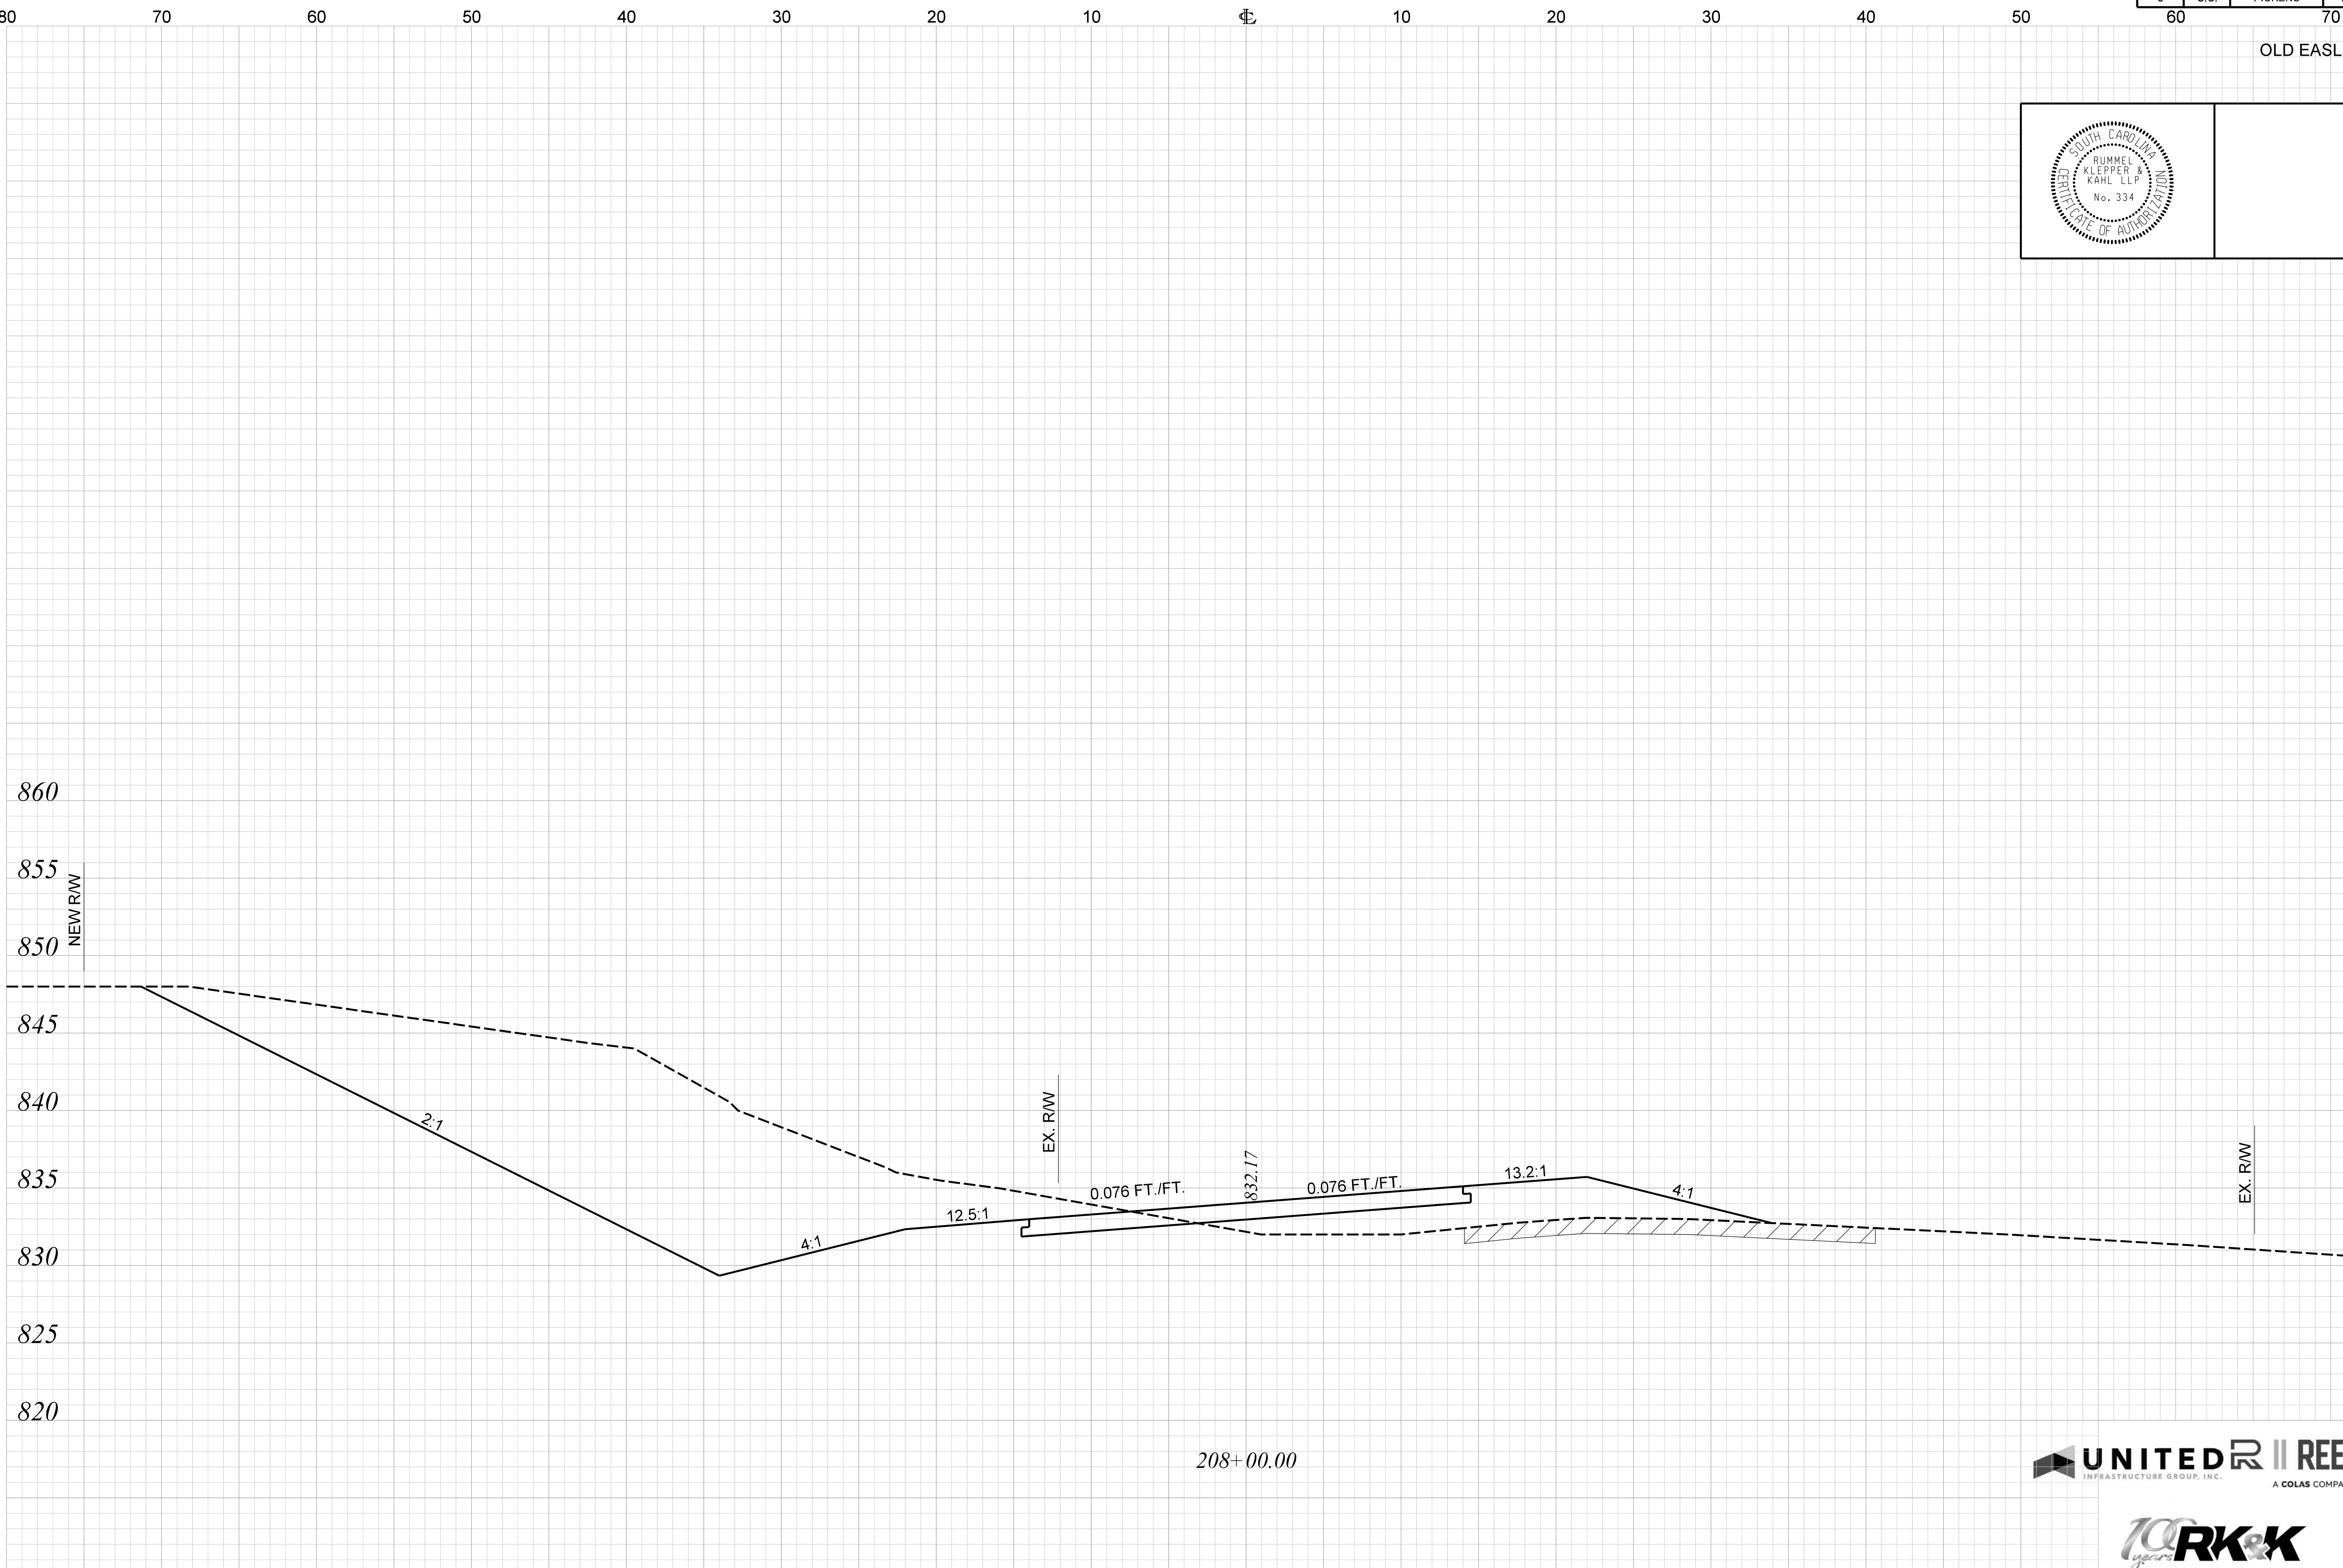 80 70 60 50 40 30 20 10 ℄ 10 20 30 40 50 60 70
OLD EASL
SOUTH CAROLINA
RUMMEL
KLEPPER &
KAHL LLP
No. 334
CERTIFICATE OF AUTHORIZATION
860
855
NEW R/W
850
845
840
2:1
EX. R/W
EX. R/W
835
832.17
0.076 FT./FT.
0.076 FT./FT.
13.2:1
4:1
12.5:1
4:1
830
825
820
208+00.00
UNITED
INFRASTRUCTURE GROUP, INC.
R REE
A COLAS COMPA
100 years
RK&K